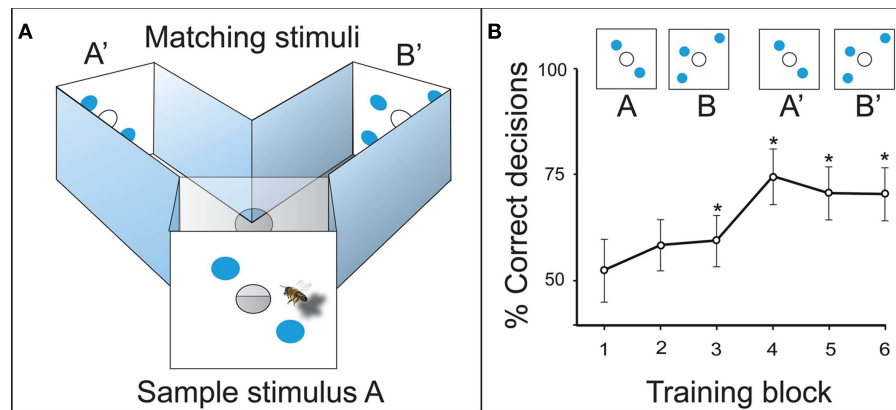 A
Matching stimuli
A'
B'
Sample stimulus A
B
A
B
A'
B'
% Correct decisions
100
75
50
*
*
*
*
1
2
3
4
5
6
Training block